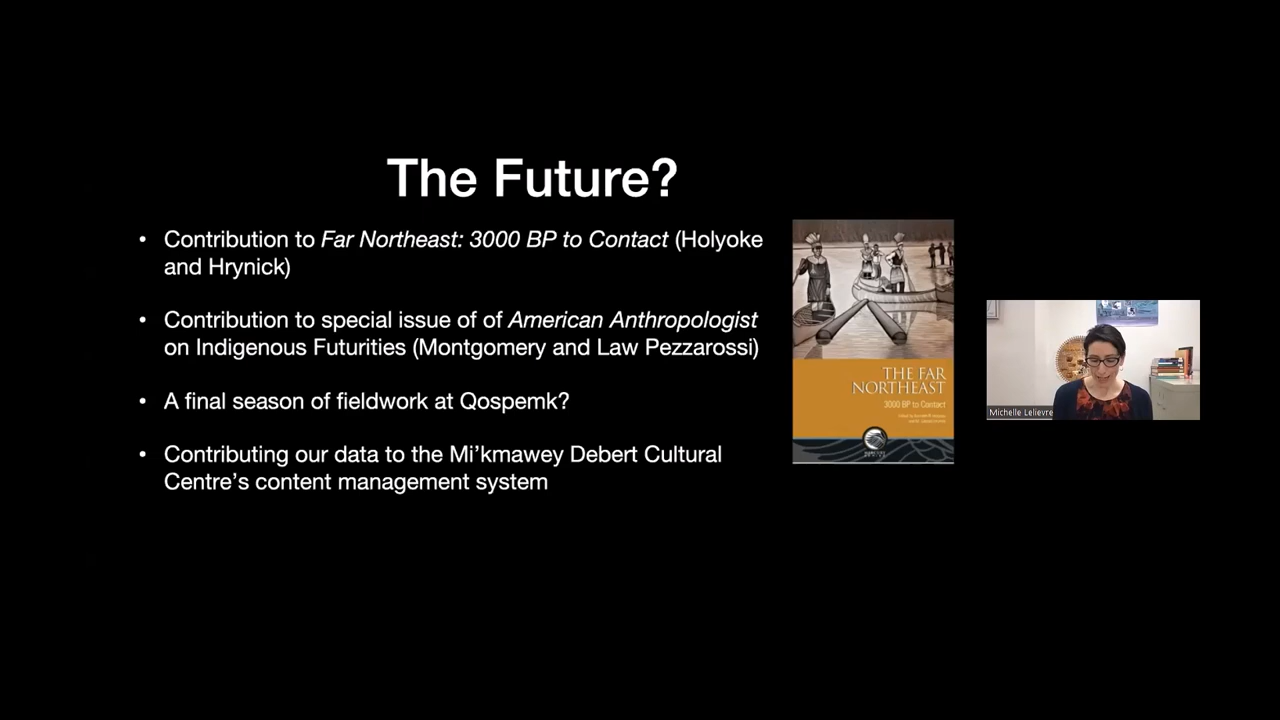 The Future?
• Contribution to Far Northeast: 3000 BP to Contact (Holyoke
and Hrynick)
• Contribution to special issue of of American Anthropologist
on Indigenous Futurities (Montgomery and Law Pezzarossi)
• A final season of fieldwork at Qospemk?
• Contributing our data to the Mi’kmawey Debert Cultural
Centre’s content management system
THE FAR
NORTHEAST
3000 BP to Contact
Michelle Lelievre